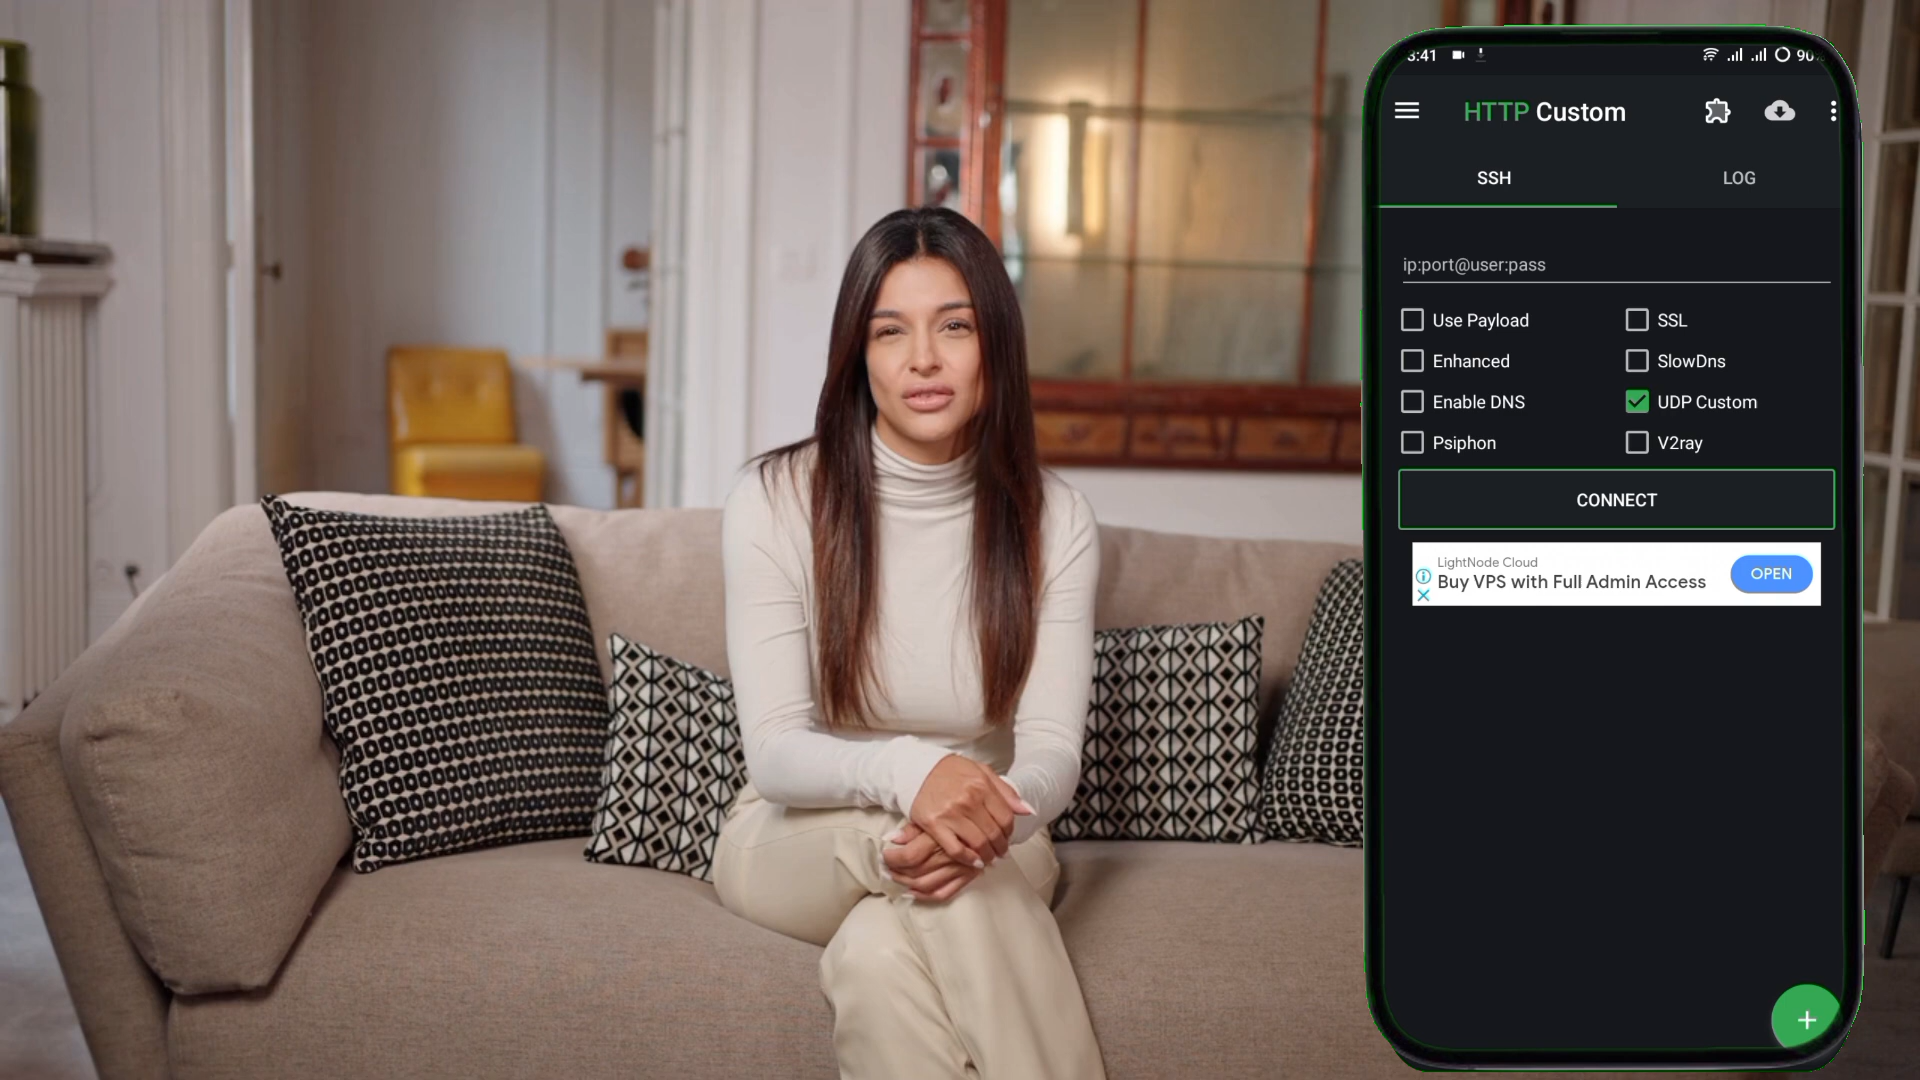 3:41
HTTP Custom
SSH
LOG
ip:port@user:pass
Use Payload
SSL
Enhanced
SlowDns
Enable DNS
UDP Custom
Psiphon
V2ray
CONNECT
LightNode Cloud
Buy VPS with Full Admin Access
OPEN